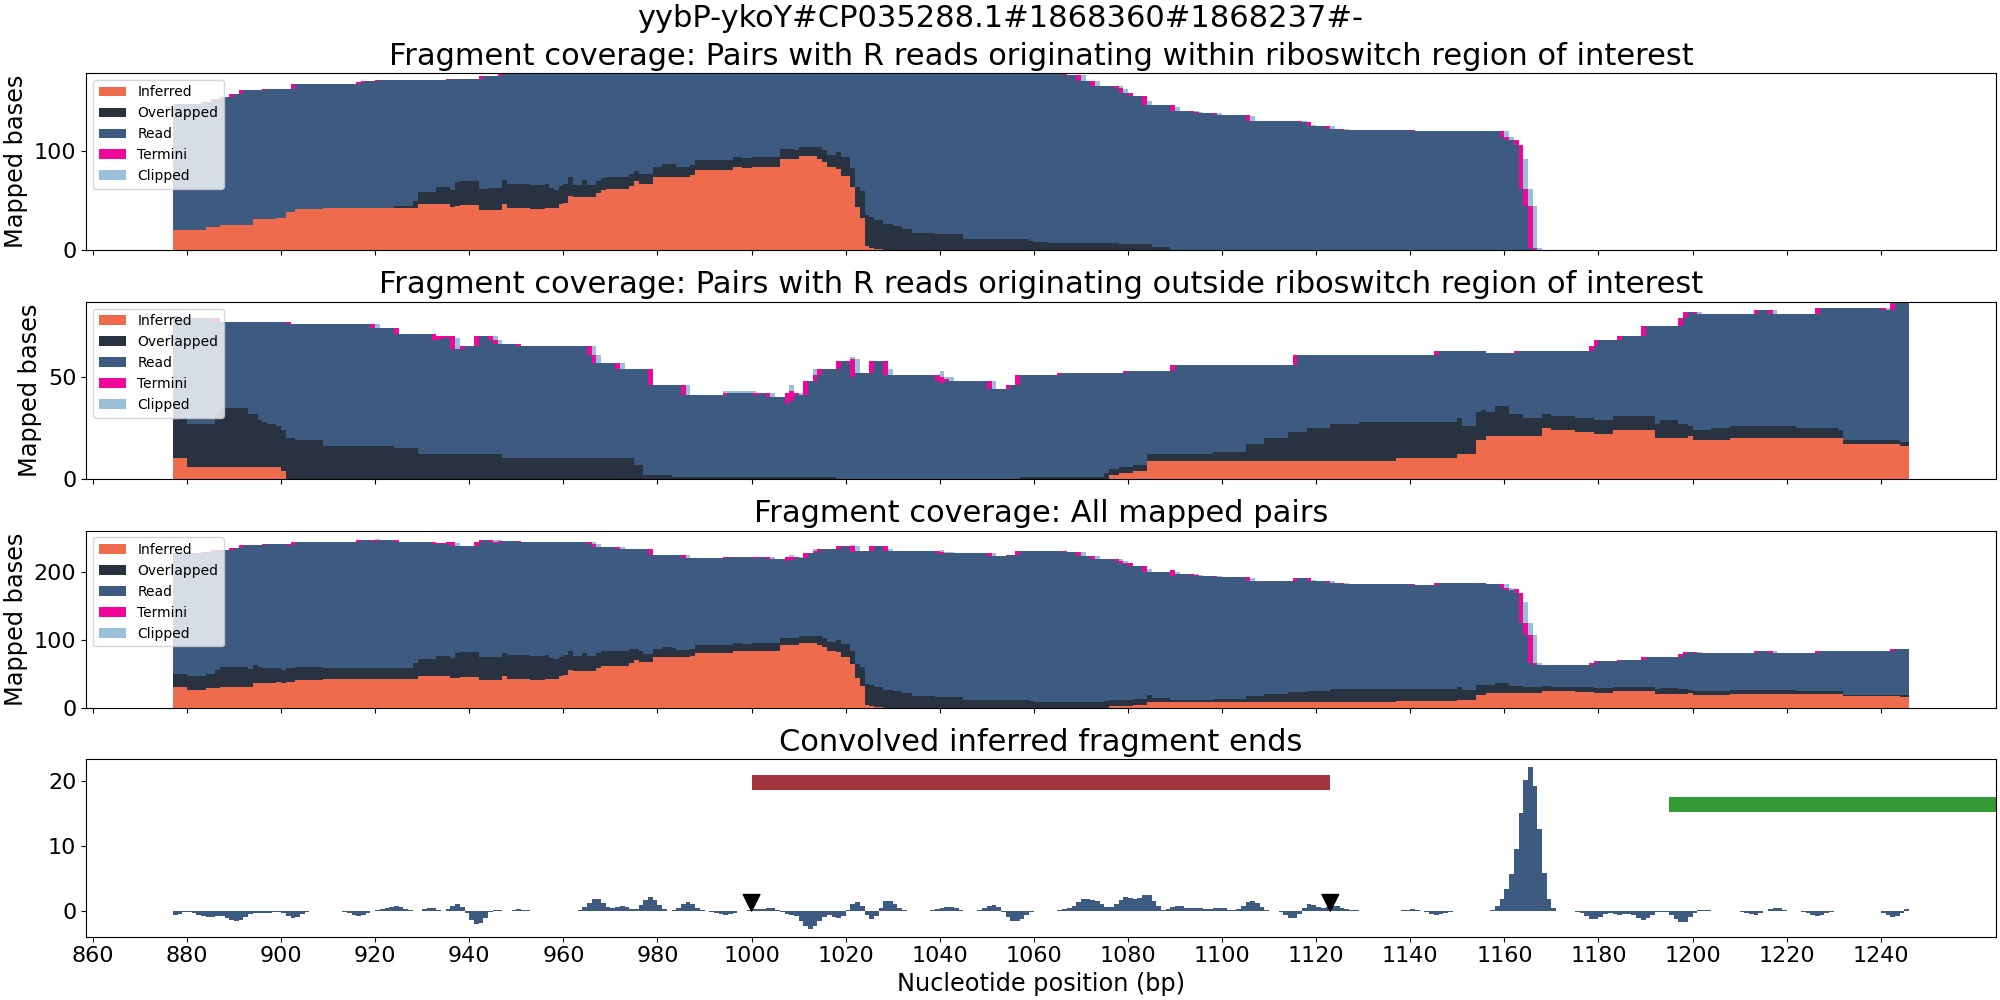 yybP-ykoY#CP035288.1#1868360#1868237#-
Fragment coverage: Pairs with R reads originating within riboswitch region of interest
Mapped bases
100
0
Inferred
Overlapped
Read
Termini
Clipped
Fragment coverage: Pairs with R reads originating outside riboswitch region of interest
Mapped bases
50
0
Inferred
Overlapped
Read
Termini
Clipped
Fragment coverage: All mapped pairs
Mapped bases
200
100
0
Inferred
Overlapped
Read
Termini
Clipped
Convolved inferred fragment ends
20
10
0
860 880 900 920 940 960 980 1000 1020 1040 1060 1080 1100 1120 1140 1160 1180 1200 1220 1240
Nucleotide position (bp)